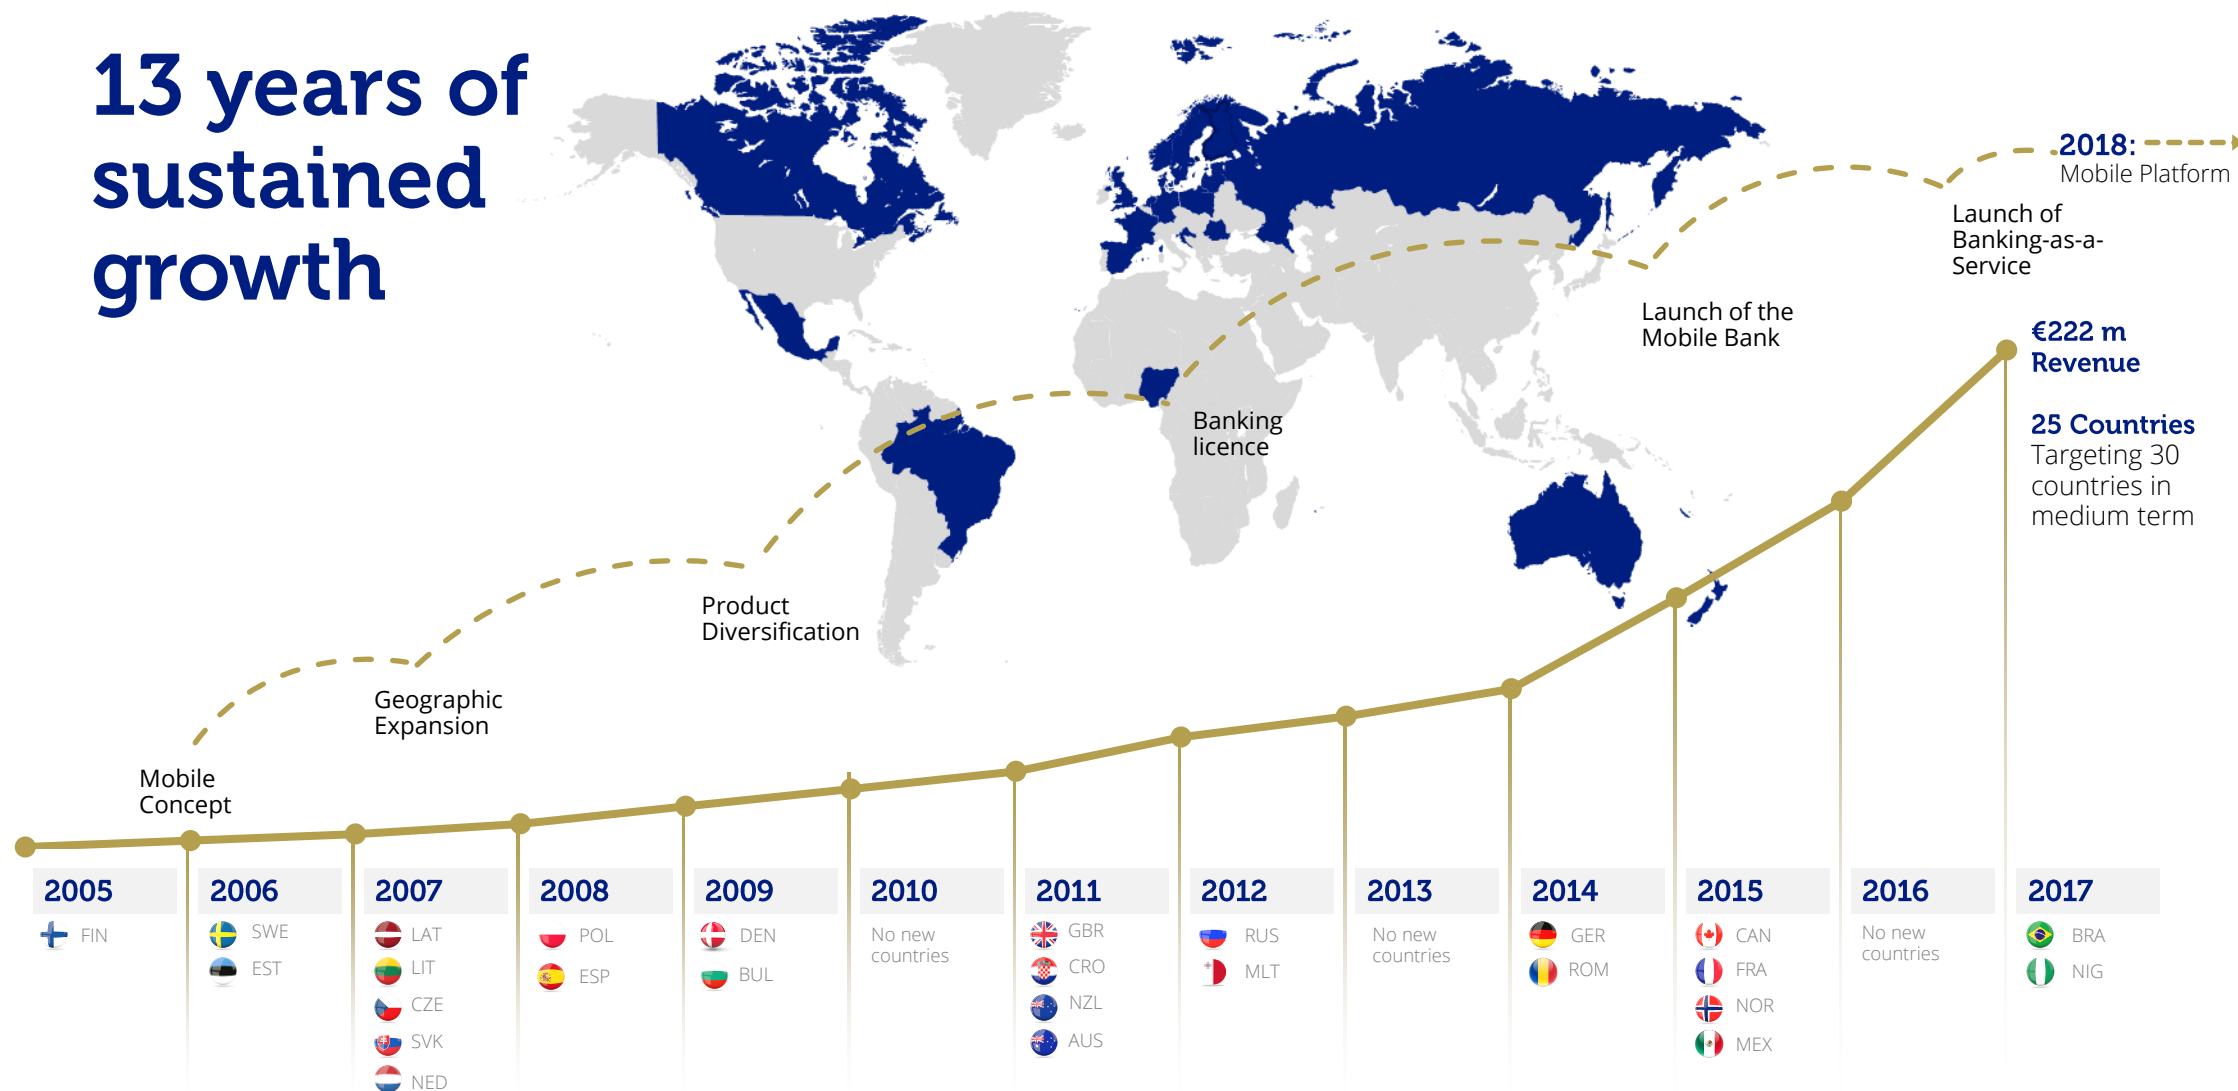 13 years of
sustained
growth
2018:
Mobile Platform
Launch of
Banking-as-a-
Service
Launch of the
Mobile Bank
€222 m
Revenue
25 Countries
Targeting 30
countries in
medium term
Banking
licence
Product
Diversification
Geographic
Expansion
Mobile
Concept
2005
FIN
2006
SWE
EST
2007
LAT
LIT
CZE
SVK
NED
2008
POL
ESP
2009
DEN
BUL
2010
No new
countries
2011
GBR
CRO
NZL
AUS
2012
RUS
MLT
2013
No new
countries
2014
GER
ROM
2015
CAN
FRA
NOR
MEX
2016
No new
countries
2017
BRA
NIG